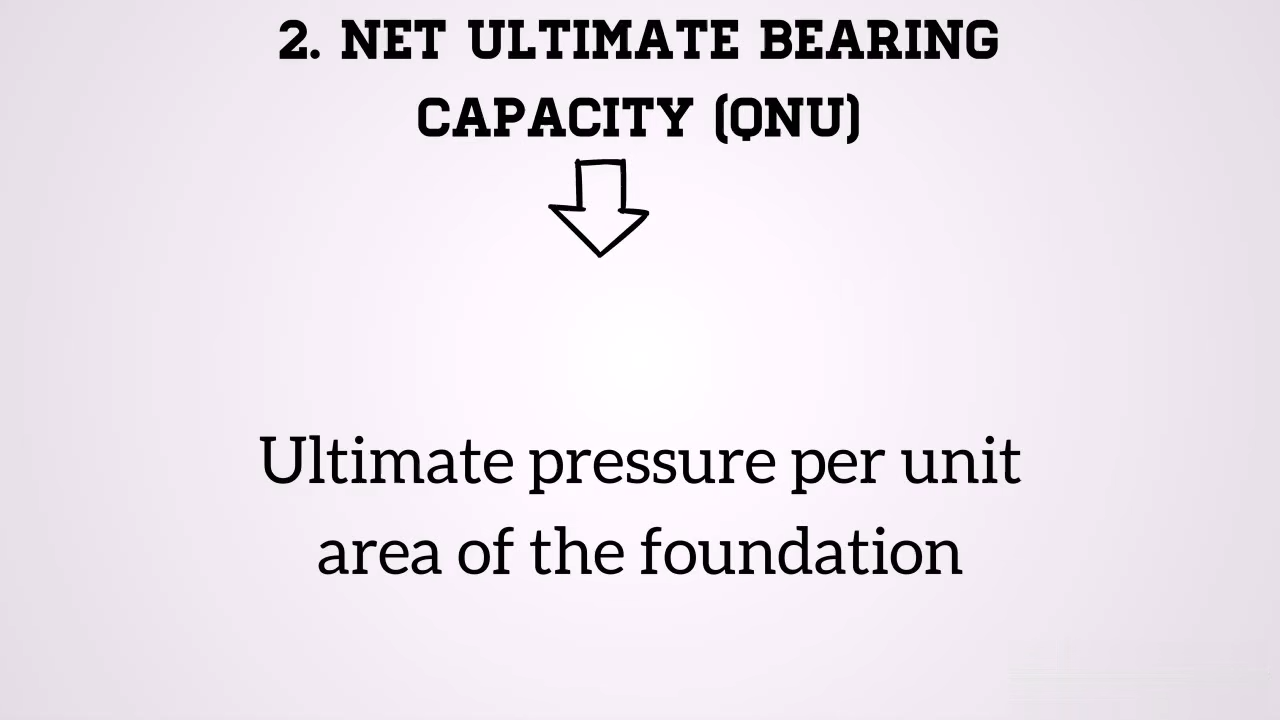 2. NET ULTIMATE BEARING
CAPACITY (QNU)
Ultimate pressure per unit
area of the foundation